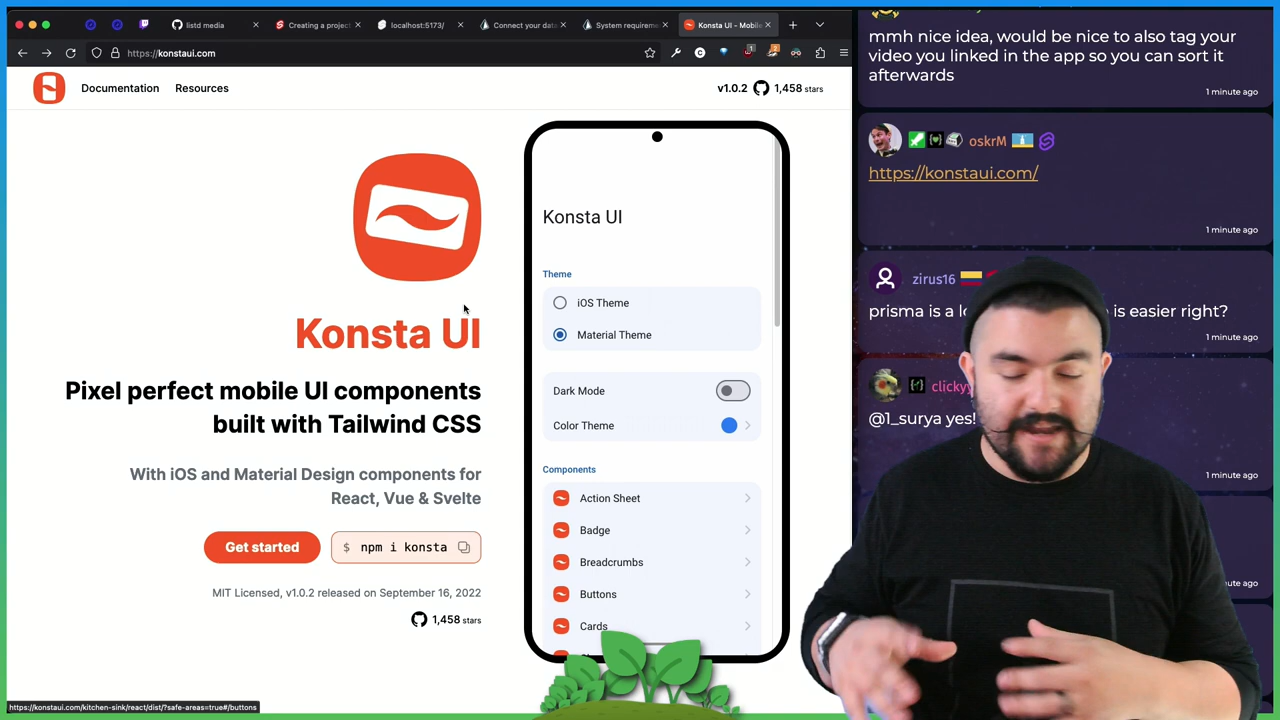 listd media
Creating a project
localhost:5173/
Connect your data
System requireme
Konsta UI - Mobile
https://konstaui.com
Documentation
Resources
v1.0.2
1,458 stars
Konsta UI
Pixel perfect mobile UI components
built with Tailwind CSS
With iOS and Material Design components for
React, Vue & Svelte
Get started
$ npm i konsta
MIT Licensed, v1.0.2 released on September 16, 2022
1,458 stars
Konsta UI
Theme
iOS Theme
Material Theme
Dark Mode
Color Theme
Components
Action Sheet
Badge
Breadcrumbs
Buttons
Cards
https://konstaui.com/kitchen-sink/react/dist/?safe-areas=true#/buttons
mmh nice idea, would be nice to also tag your
video you linked in the app so you can sort it
afterwards
1 minute ago
oskrM
https://konstaui.com/
1 minute ago
zirus16
prisma is a is easier right?
1 minute ago
@1_surya yes!
1 minute ago